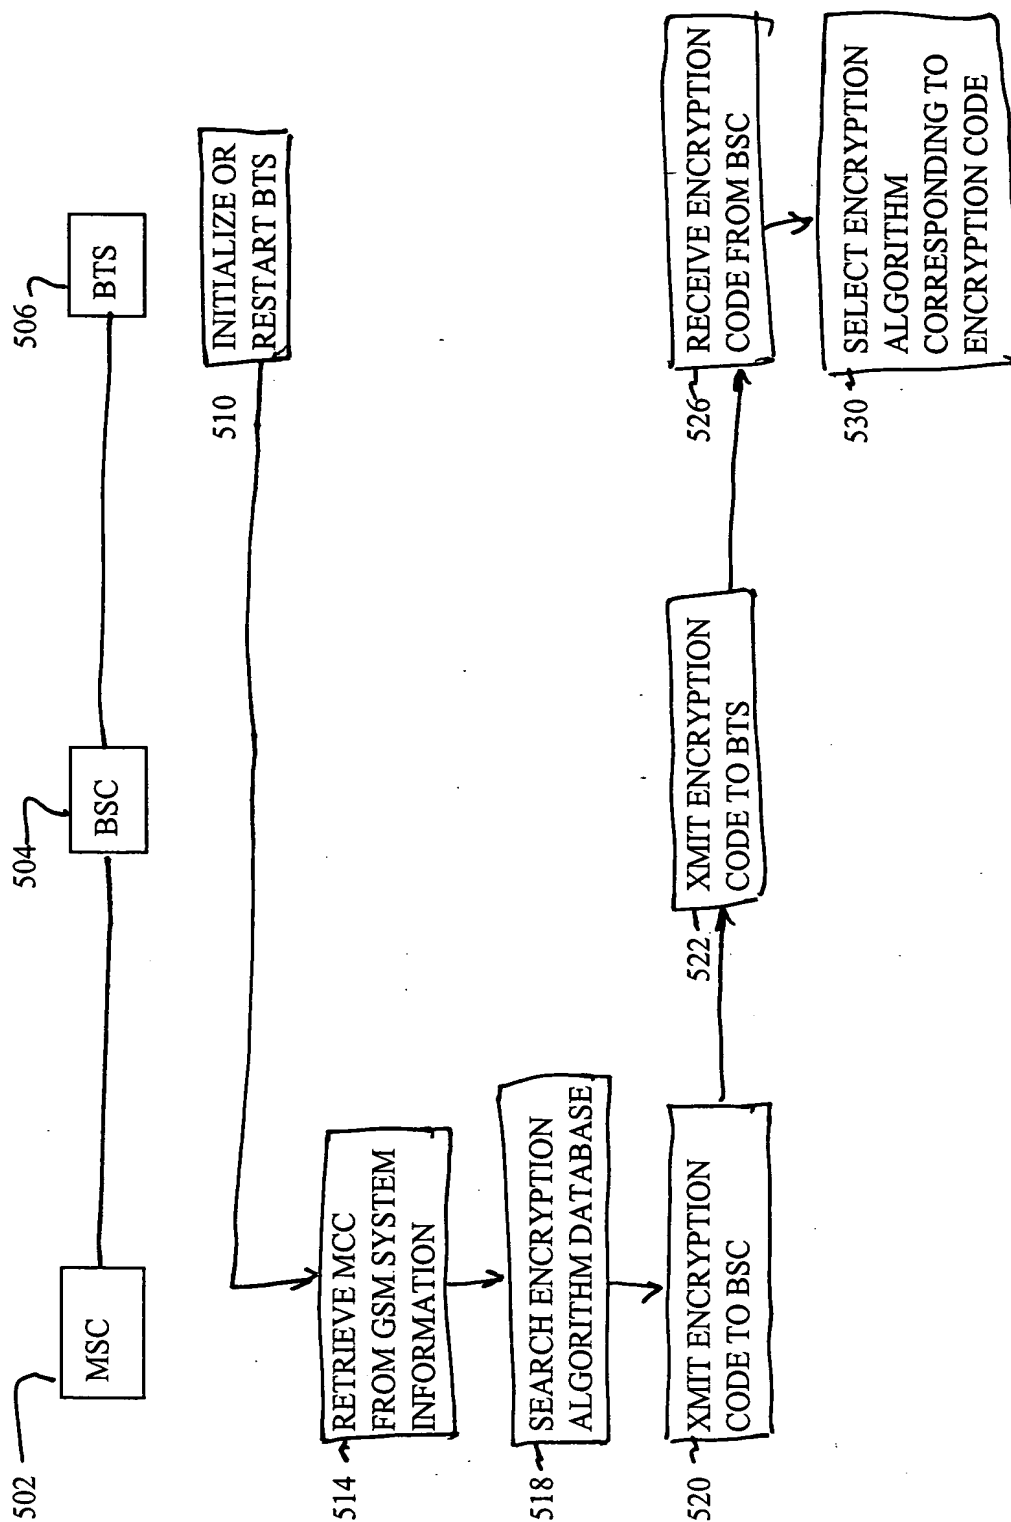 502
MSC
504
BSC
506
BTS
510
INITIALIZE OR
RESTART BTS
514
RETRIEVE MCC
FROM GSM SYSTEM
INFORMATION
518
SEARCH ENCRYPTION
ALGORITHM DATABASE
520
XMIT ENCRYPTION
CODE TO BSC
522
XMIT ENCRYPTION
CODE TO BTS
526
RECEIVE ENCRYPTION
CODE FROM BSC
530
SELECT ENCRYPTION
ALGORITHM
CORRESPONDING TO
ENCRYPTION CODE